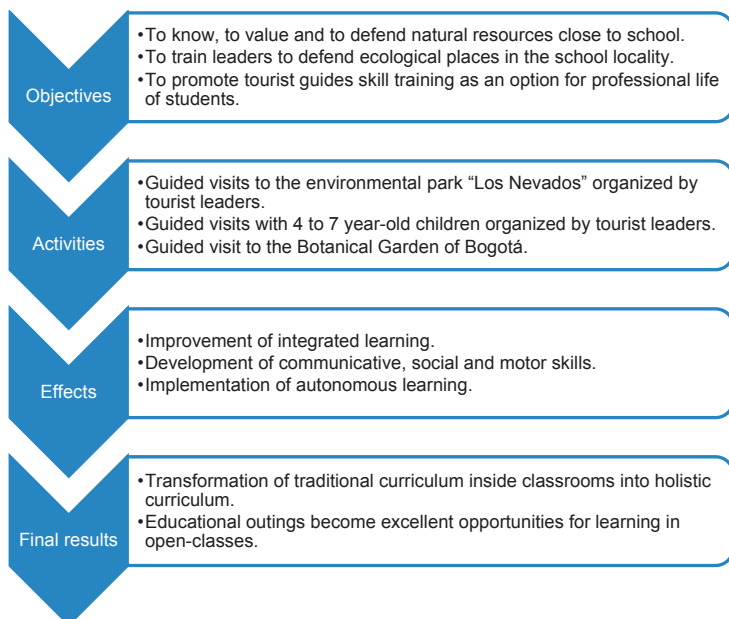 Objectives
•To know, to value and to defend natural resources close to school.
•To train leaders to defend ecological places in the school locality.
•To promote tourist guides skill training as an option for professional life
of students.
Activities
•Guided visits to the environmental park “Los Nevados” organized by
tourist leaders.
•Guided visits with 4 to 7 year-old children organized by tourist leaders.
•Guided visit to the Botanical Garden of Bogotá.
Effects
•Improvement of integrated learning.
•Development of communicative, social and motor skills.
•Implementation of autonomous learning.
Final results
•Transformation of traditional curriculum inside classrooms into holistic
curriculum.
•Educational outings become excellent opportunities for learning in
open-classes.